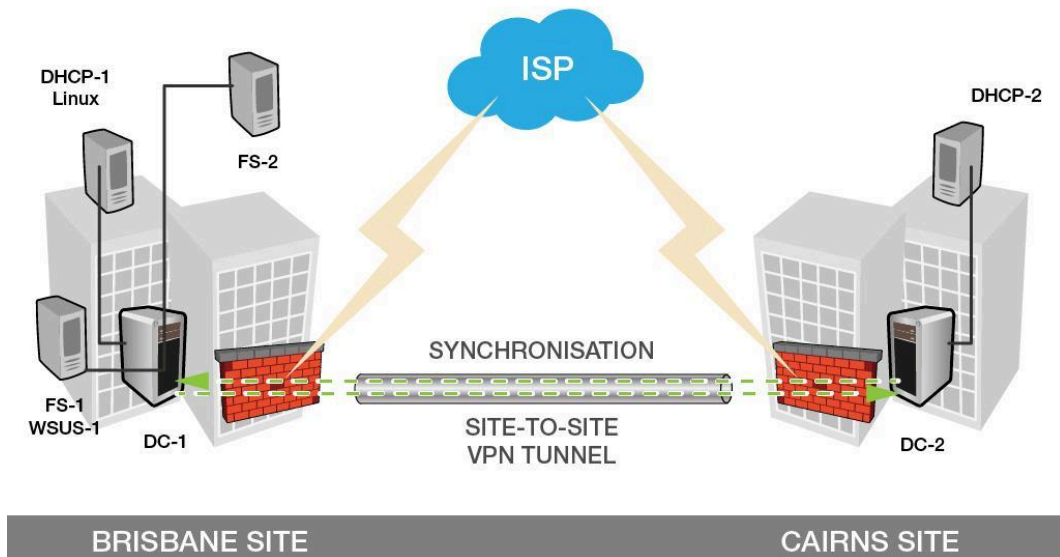 ISP
DHCP-1
Linux
FS-2
DHCP-2
SYNCHRONISATION
SITE-TO-SITE
VPN TUNNEL
FS-1
WSUS-1
DC-1
DC-2
BRISBANE SITE
CAIRNS SITE